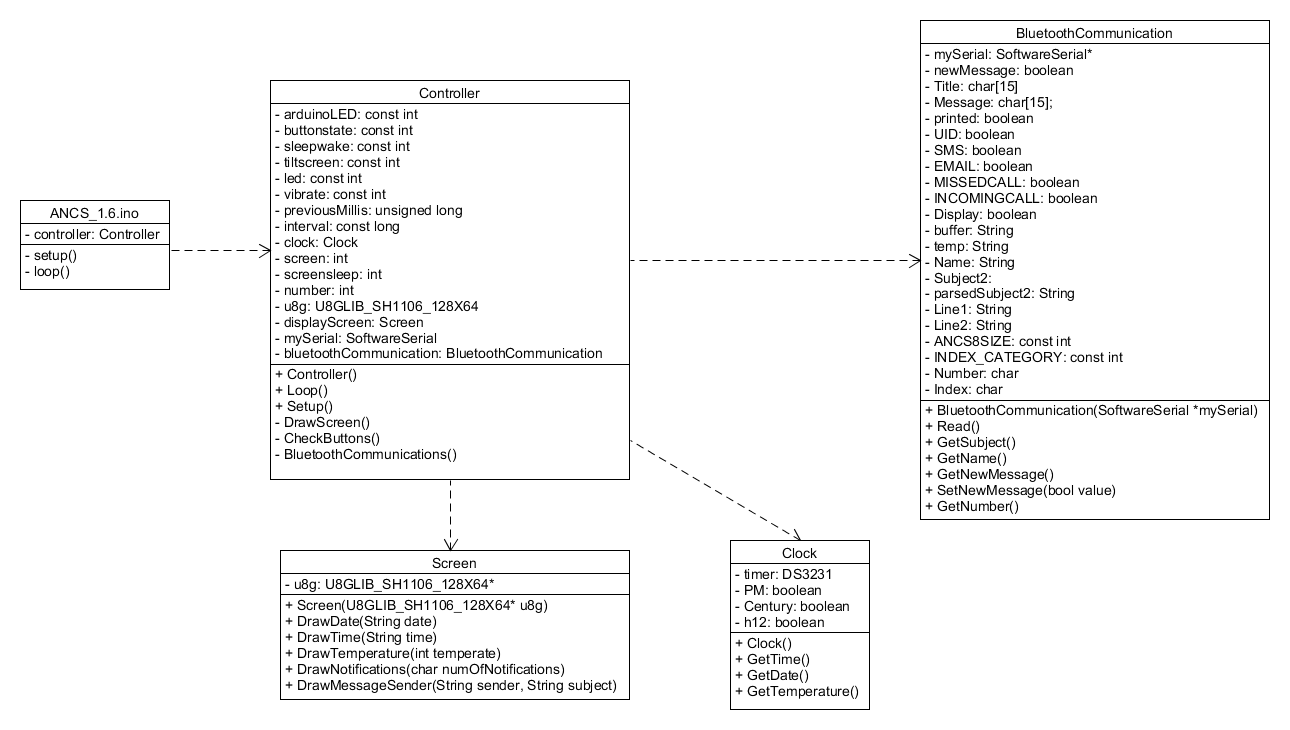 ANCS_1.6.ino
- controller: Controller
- setup()
- loop()
Controller
- arduinoLED: const int
- buttonstate: const int
- sleepwake: const int
- tiltscreen: const int
- led: const int
- vibrate: const int
- previousMillis: unsigned long
- interval: const long
- clock: Clock
- screen: int
- screensleep: int
- number: int
- u8g: U8GLIB_SH1106_128X64
- displayScreen: Screen
- mySerial: SoftwareSerial
- bluetoothCommunication: BluetoothCommunication
+ Controller()
+ Loop()
+ Setup()
- DrawScreen()
- CheckButtons()
- BluetoothCommunications()
BluetoothCommunication
- mySerial: SoftwareSerial*
- newMessage: boolean
- Title: char[15]
- Message: char[15];
- printed: boolean
- UID: boolean
- SMS: boolean
- EMAIL: boolean
- MISSEDCALL: boolean
- INCOMINGCALL: boolean
- Display: boolean
- buffer: String
- temp: String
- Name: String
- Subject2:
- parsedSubject2: String
- Line1: String
- Line2: String
- ANCS8SIZE: const int
- INDEX_CATEGORY: const int
- Number: char
- Index: char
+ BluetoothCommunication(SoftwareSerial *mySerial)
+ Read()
+ GetSubject()
+ GetName()
+ GetNewMessage()
+ SetNewMessage(bool value)
+ GetNumber()
Screen
- u8g: U8GLIB_SH1106_128X64*
+ Screen(U8GLIB_SH1106_128X64* u8g)
+ DrawDate(String date)
+ DrawTime(String time)
+ DrawTemperature(int temperate)
+ DrawNotifications(char numOfNotifications)
+ DrawMessageSender(String sender, String subject)
Clock
- timer: DS3231
- PM: boolean
- Century: boolean
- h12: boolean
+ Clock()
+ GetTime()
+ GetDate()
+ GetTemperature()